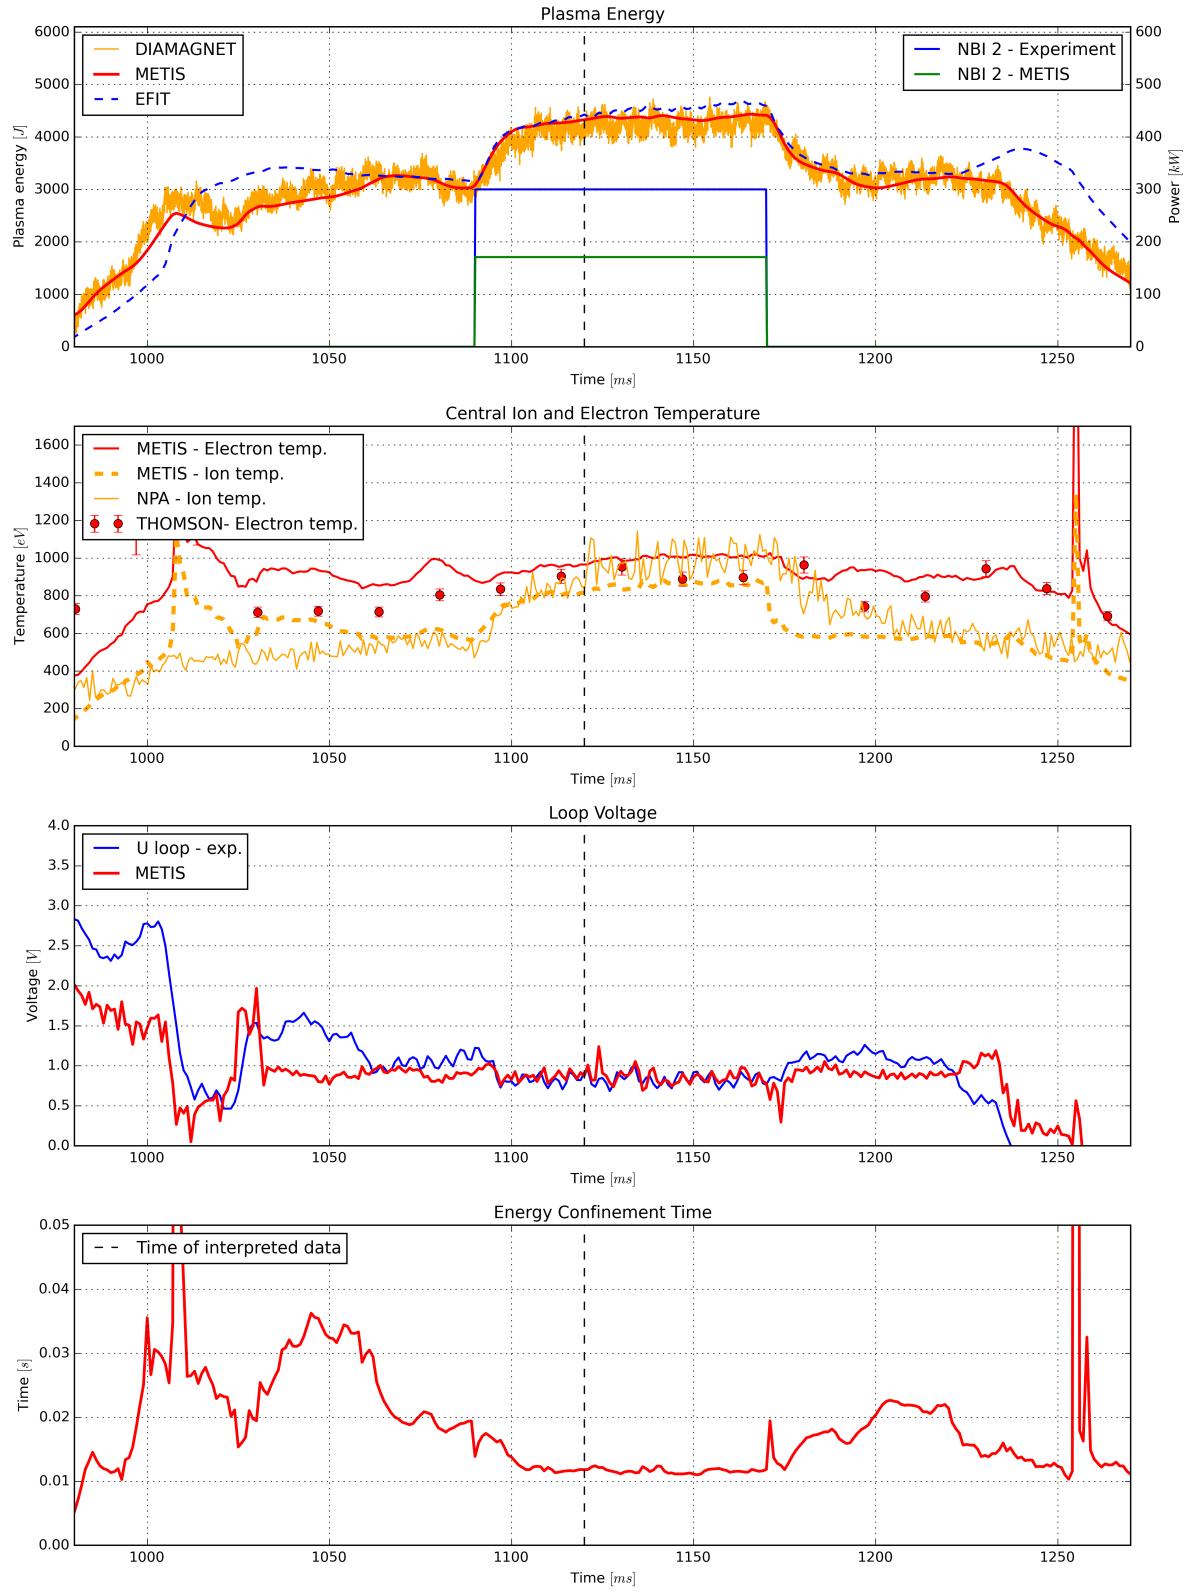 Plasma Energy
DIAMAGNET
METIS
EFIT
NBI 2 - Experiment
NBI 2 - METIS
6000
5000
4000
3000
2000
1000
0
600
500
400
300
200
100
0
Plasma energy [J]
Power [kW]
1000 1050 1100 1150 1200 1250
Time [ms]
Central Ion and Electron Temperature
METIS - Electron temp.
METIS - Ion temp.
NPA - Ion temp.
THOMSON- Electron temp.
1600
1400
1200
1000
800
600
400
200
0
Temperature [eV]
1000 1050 1100 1150 1200 1250
Time [ms]
Loop Voltage
U loop - exp.
METIS
4.0
3.5
3.0
2.5
2.0
1.5
1.0
0.5
0.0
Voltage [V]
1000 1050 1100 1150 1200 1250
Time [ms]
Energy Confinement Time
Time of interpreted data
0.05
0.04
0.03
0.02
0.01
0.00
Time [s]
1000 1050 1100 1150 1200 1250
Time [ms]